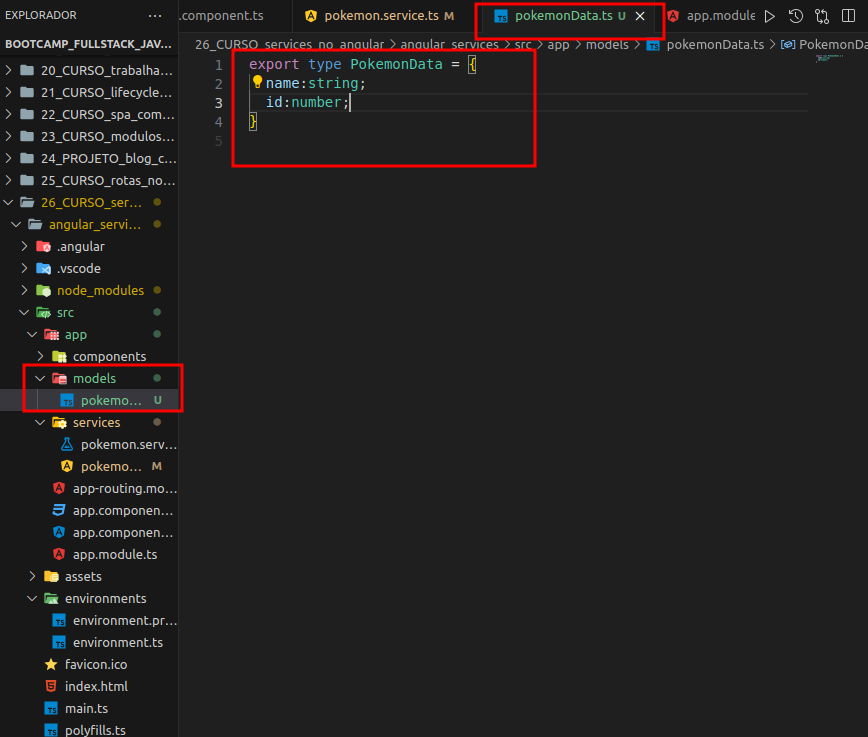 EXPLORADOR ···
BOOTCAMP_FULLSTACK_JAV...
20_CURSO_trabalha...
21_CURSO_lifecycle...
22_CURSO_spa_com...
23_CURSO_modulos...
24_PROJETO_blog_c...
25_CURSO_rotas_no...
26_CURSO_ser...
angular_servi...
.angular
.vscode
node_modules
src
app
components
models
pokemo... U
services
pokemon.serv...
pokemo... M
app-routing.mo...
app.componen...
app.componen...
app.module.ts
assets
environments
environment.pr...
environment.ts
favicon.ico
index.html
main.ts
polyfills.ts
.component.ts pokemon.service.ts M pokemonData.ts U app.module
26_CURSO_services_no_angular > angular_services > src > app > models > pokemonData.ts > PokemonData
1 export type PokemonData = {
2 name:string;
3 id:number;
4 }
5